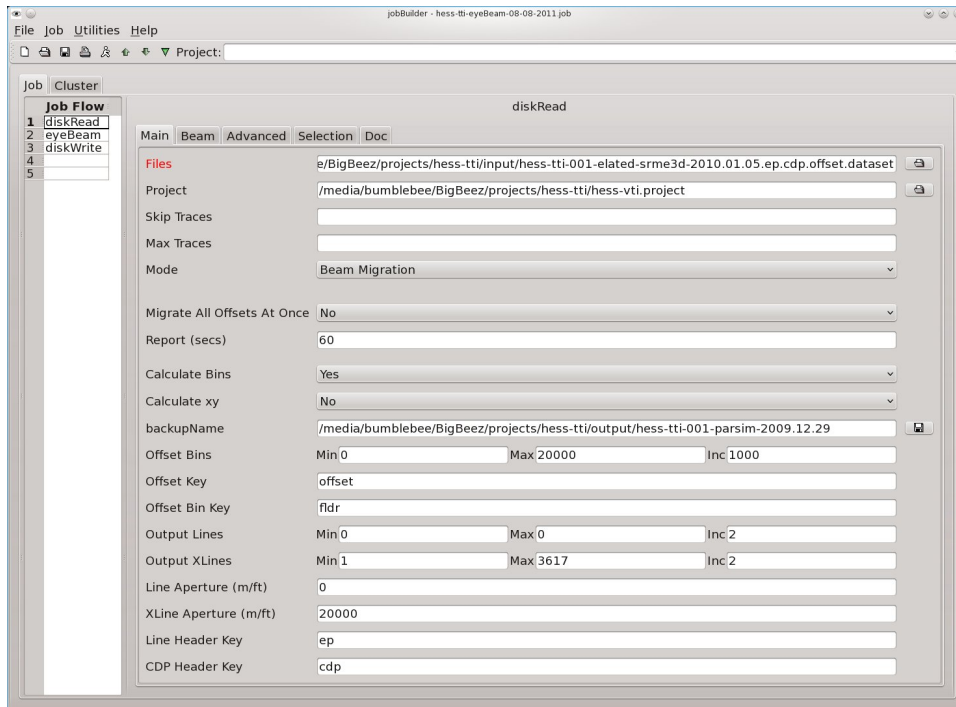 jobBuilder - hess-tti-eyeBeam-08-08-2011.job
File Job Utilities Help
Project:
Job Cluster
Job Flow
1 diskRead
2 eyeBeam
3 diskWrite
4
5
diskRead
Main Beam Advanced Selection Doc
Files e/BigBeez/projects/hess-tti/input/hess-tti-001-elated-srme3d-2010.01.05.ep.cdp.offset.dataset
Project /media/bumblebee/BigBeez/projects/hess-tti/hess-vti.project
Skip Traces
Max Traces
Mode Beam Migration
Migrate All Offsets At Once No
Report (secs) 60
Calculate Bins Yes
Calculate xy No
backupName /media/bumblebee/BigBeez/projects/hess-tti/output/hess-tti-001-parsim-2009.12.29
Offset Bins Min 0 Max 20000 Inc 1000
Offset Key offset
Offset Bin Key fldr
Output Lines Min 0 Max 0 Inc 2
Output XLines Min 1 Max 3617 Inc 2
Line Aperture (m/ft) 0
XLine Aperture (m/ft) 20000
Line Header Key ep
CDP Header Key cdp